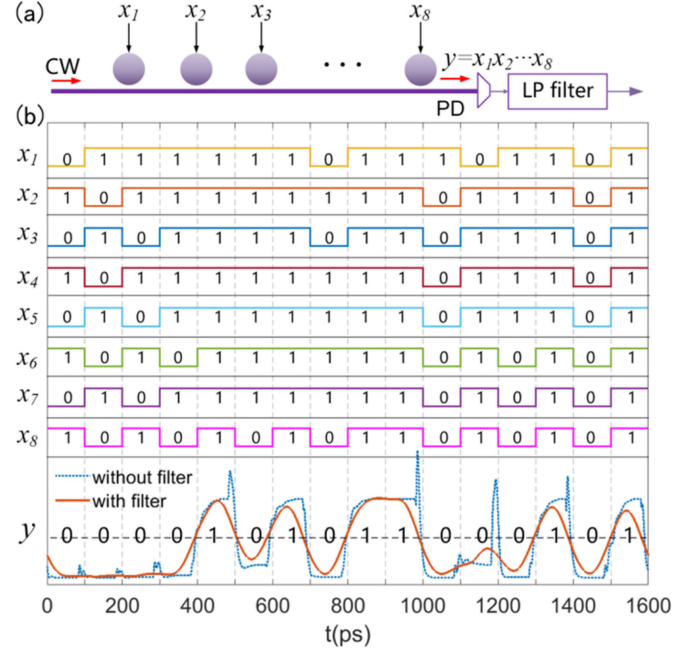 (a) x₁ x₂ x₃ x₈
CW ... y=x₁x₂···x₈
PD LP filter
(b)
x₁ 0 1 1 1 1 1 1 0 1 1 1 0 1 1 0 1
x₂ 1 0 1 1 1 1 1 1 1 1 0 1 1 1 0 1
x₃ 0 1 0 1 1 1 1 0 1 1 0 1 1 1 0 1
x₄ 1 0 1 1 1 1 1 1 1 1 0 1 1 1 0 1
x₅ 0 1 0 1 1 1 1 1 1 1 0 1 1 1 0 1
x₆ 1 0 1 0 1 1 1 1 1 1 0 1 0 1 0 1
x₇ 0 1 0 1 1 1 1 1 1 1 0 1 0 1 0 1
x₈ 1 0 1 0 1 0 1 0 1 1 0 1 0 1 0 1
without filter
with filter
y 0 0 0 0 1 0 1 0 1 1 0 0 0 1 0 1
0 200 400 600 800 1000 1200 1400 1600
t(ps)